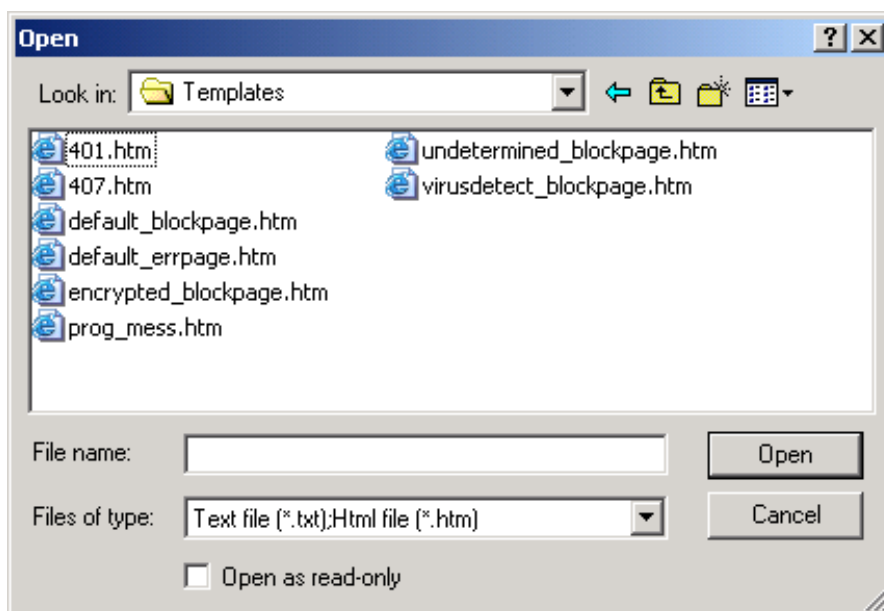 Open
Look in: Templates
401.htm
407.htm
default_blockpage.htm
default_errpage.htm
encrypted_blockpage.htm
prog_mess.htm
undetermined_blockpage.htm
virusdetect_blockpage.htm
File name:
Open
Files of type: Text file (*.txt);Html file (*.htm)
Cancel
Open as read-only